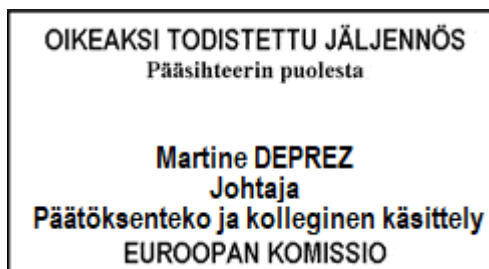 OIKEAKSI TODISTETTU JÄLJENNÖS
Pääsihteerin puolesta
Martine DEPREZ
Johtaja
Päätöksenteko ja kolleginen käsittely
EUROOPAN KOMISSIO